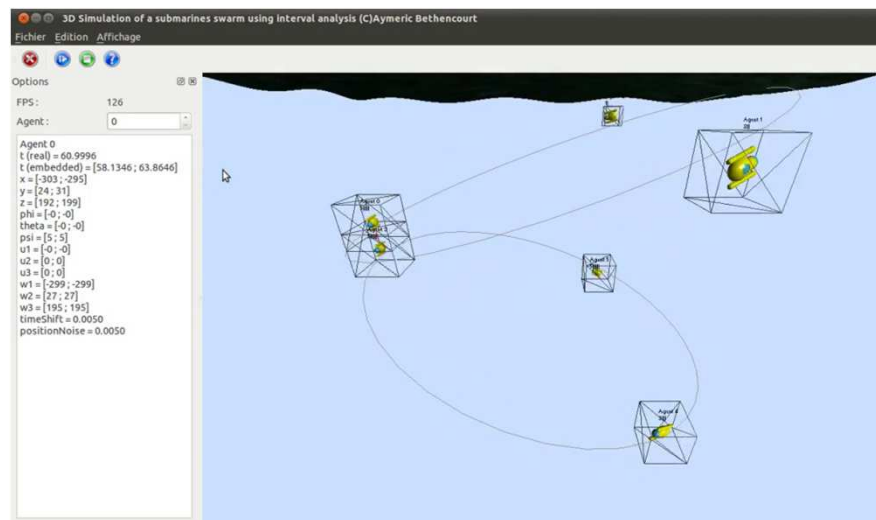 3D Simulation of a submarines swarm using interval analysis (C)Aymeric Bethencourt
Fichier Edition Affichage
Options
FPS : 126
Agent : 0
Agent 0
t (real) = 60.9996
t (embedded) = [58.1346 ; 63.8646]
x = [-303 ; -295]
y = [24 ; 31]
z = [192 ; 199]
phi = [-0 ; -0]
theta = [-0 ; -0]
psi = [5 ; 5]
u1 = [-0 ; -0]
u2 = [0 ; 0]
u3 = [0 ; 0]
w1 = [-299 ; -299]
w2 = [27 ; 27]
w3 = [195 ; 195]
timeShift = 0.0050
positionNoise = 0.0050
Agent 1
Agent 0
Agent
Agent
Agent